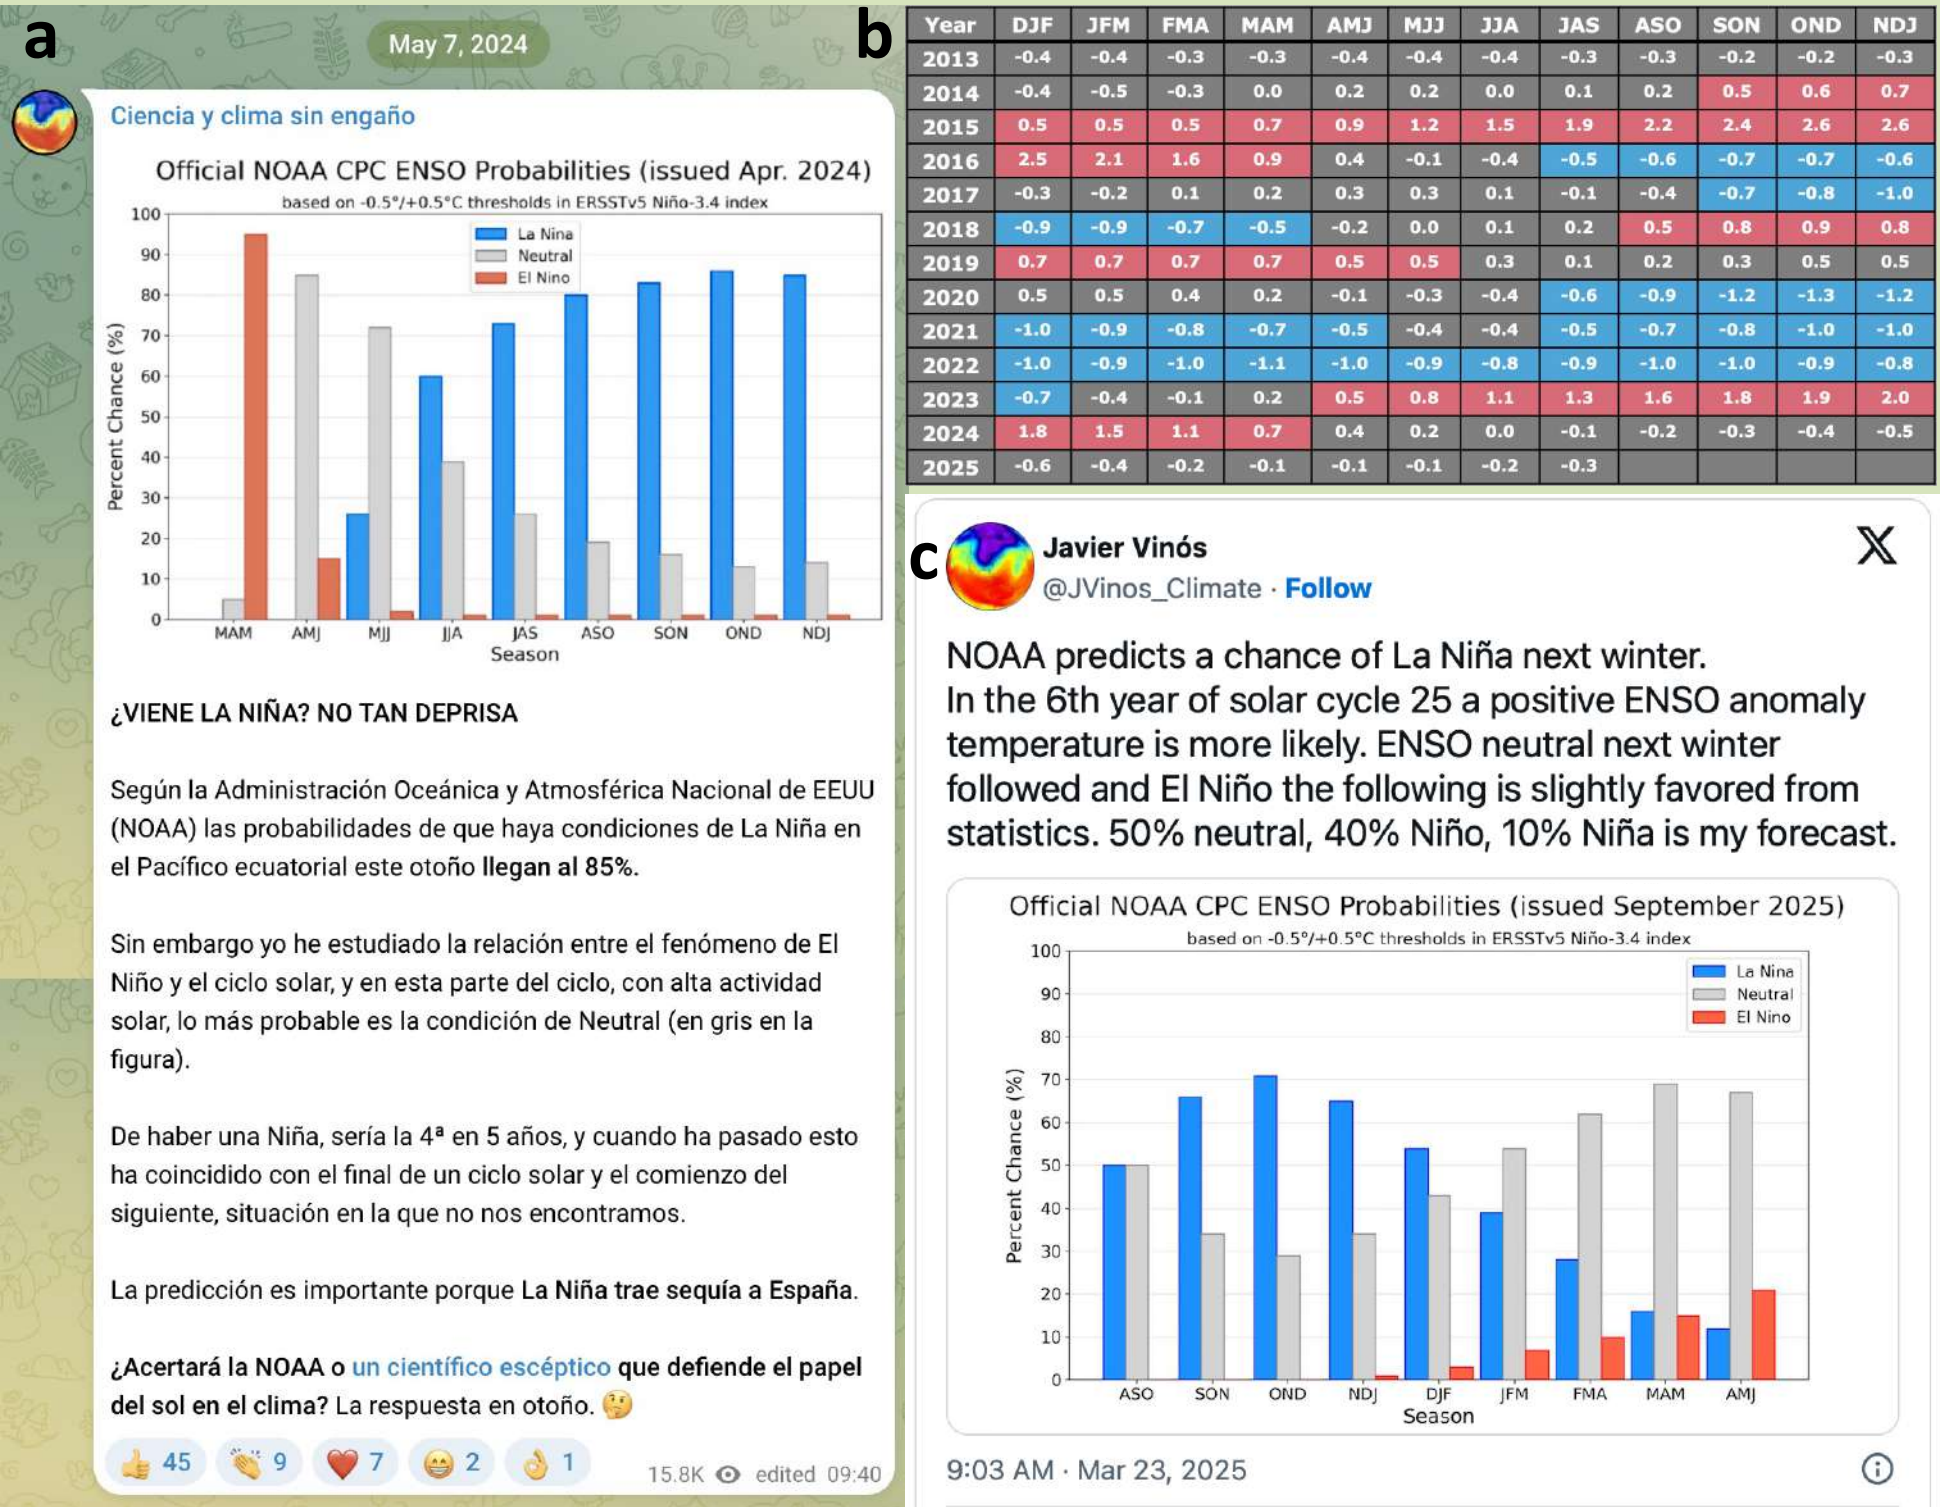 a
May 7, 2024
Ciencia y clima sin engaño
Official NOAA CPC ENSO Probabilities (issued Apr. 2024)
based on -0.5°/+0.5°C thresholds in ERSSTv5 Niño-3.4 index
100
90
80
70
60
50
40
30
20
10
0
Percent Chance (%)
La Nina
Neutral
El Nino
MAM AMJ MJJ JJA JAS ASO SON OND NDJ
Season
¿VIENE LA NIÑA? NO TAN DEPRISA
Según la Administración Oceánica y Atmosférica Nacional de EEUU
(NOAA) las probabilidades de que haya condiciones de La Niña en
el Pacífico ecuatorial este otoño llegan al 85%.
Sin embargo yo he estudiado la relación entre el fenómeno de El
Niño y el ciclo solar, y en esta parte del ciclo, con alta actividad
solar, lo más probable es la condición de Neutral (en gris en la
figura).
De haber una Niña, sería la 4ª en 5 años, y cuando ha pasado esto
ha coincidido con el final de un ciclo solar y el comienzo del
siguiente, situación en la que no nos encontramos.
La predicción es importante porque La Niña trae sequía a España.
¿Acertará la NOAA o un científico escéptico que defiende el papel
del sol en el clima? La respuesta en otoño. 🤔
👍 45 👏 9 ❤️ 7 😁 2 👌 1
15.8K edited 09:40
b
Year DJF JFM FMA MAM AMJ MJJ JJA JAS ASO SON OND NDJ
2013 -0.4 -0.4 -0.3 -0.3 -0.4 -0.4 -0.4 -0.3 -0.3 -0.2 -0.2 -0.3
2014 -0.4 -0.5 -0.3 0.0 0.2 0.2 0.0 0.1 0.2 0.5 0.6 0.7
2015 0.5 0.5 0.5 0.7 0.9 1.2 1.5 1.9 2.2 2.4 2.6 2.6
2016 2.5 2.1 1.6 0.9 0.4 -0.1 -0.4 -0.5 -0.6 -0.7 -0.7 -0.6
2017 -0.3 -0.2 0.1 0.2 0.3 0.3 0.1 -0.1 -0.4 -0.7 -0.8 -1.0
2018 -0.9 -0.9 -0.7 -0.5 -0.2 0.0 0.1 0.2 0.5 0.8 0.9 0.8
2019 0.7 0.7 0.7 0.7 0.5 0.5 0.3 0.1 0.2 0.3 0.5 0.5
2020 0.5 0.5 0.4 0.2 -0.1 -0.3 -0.4 -0.6 -0.9 -1.2 -1.3 -1.2
2021 -1.0 -0.9 -0.8 -0.7 -0.5 -0.4 -0.4 -0.5 -0.7 -0.8 -1.0 -1.0
2022 -1.0 -0.9 -1.0 -1.1 -1.0 -0.9 -0.8 -0.9 -1.0 -1.0 -0.9 -0.8
2023 -0.7 -0.4 -0.1 0.2 0.5 0.8 1.1 1.3 1.6 1.8 1.9 2.0
2024 1.8 1.5 1.1 0.7 0.4 0.2 0.0 -0.1 -0.2 -0.3 -0.4 -0.5
2025 -0.6 -0.4 -0.2 -0.1 -0.1 -0.1 -0.2 -0.3
c
Javier Vinós
@JVinos_Climate · Follow
X
NOAA predicts a chance of La Niña next winter.
In the 6th year of solar cycle 25 a positive ENSO anomaly
temperature is more likely. ENSO neutral next winter
followed and El Niño the following is slightly favored from
statistics. 50% neutral, 40% Niño, 10% Niña is my forecast.
Official NOAA CPC ENSO Probabilities (issued September 2025)
based on -0.5°/+0.5°C thresholds in ERSSTv5 Niño-3.4 index
100
90
80
70
60
50
40
30
20
10
0
Percent Chance (%)
La Nina
Neutral
El Nino
ASO SON OND NDJ DJF JFM FMA MAM AMJ
Season
9:03 AM · Mar 23, 2025